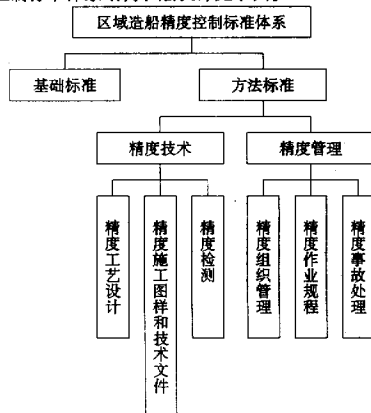 区域造船精度控制标准体系
基础标准
方法标准
精度技术
精度管理
精度工艺设计
精度施工图样和技术文件
精度检测
精度组织管理
精度作业规程
精度事故处理